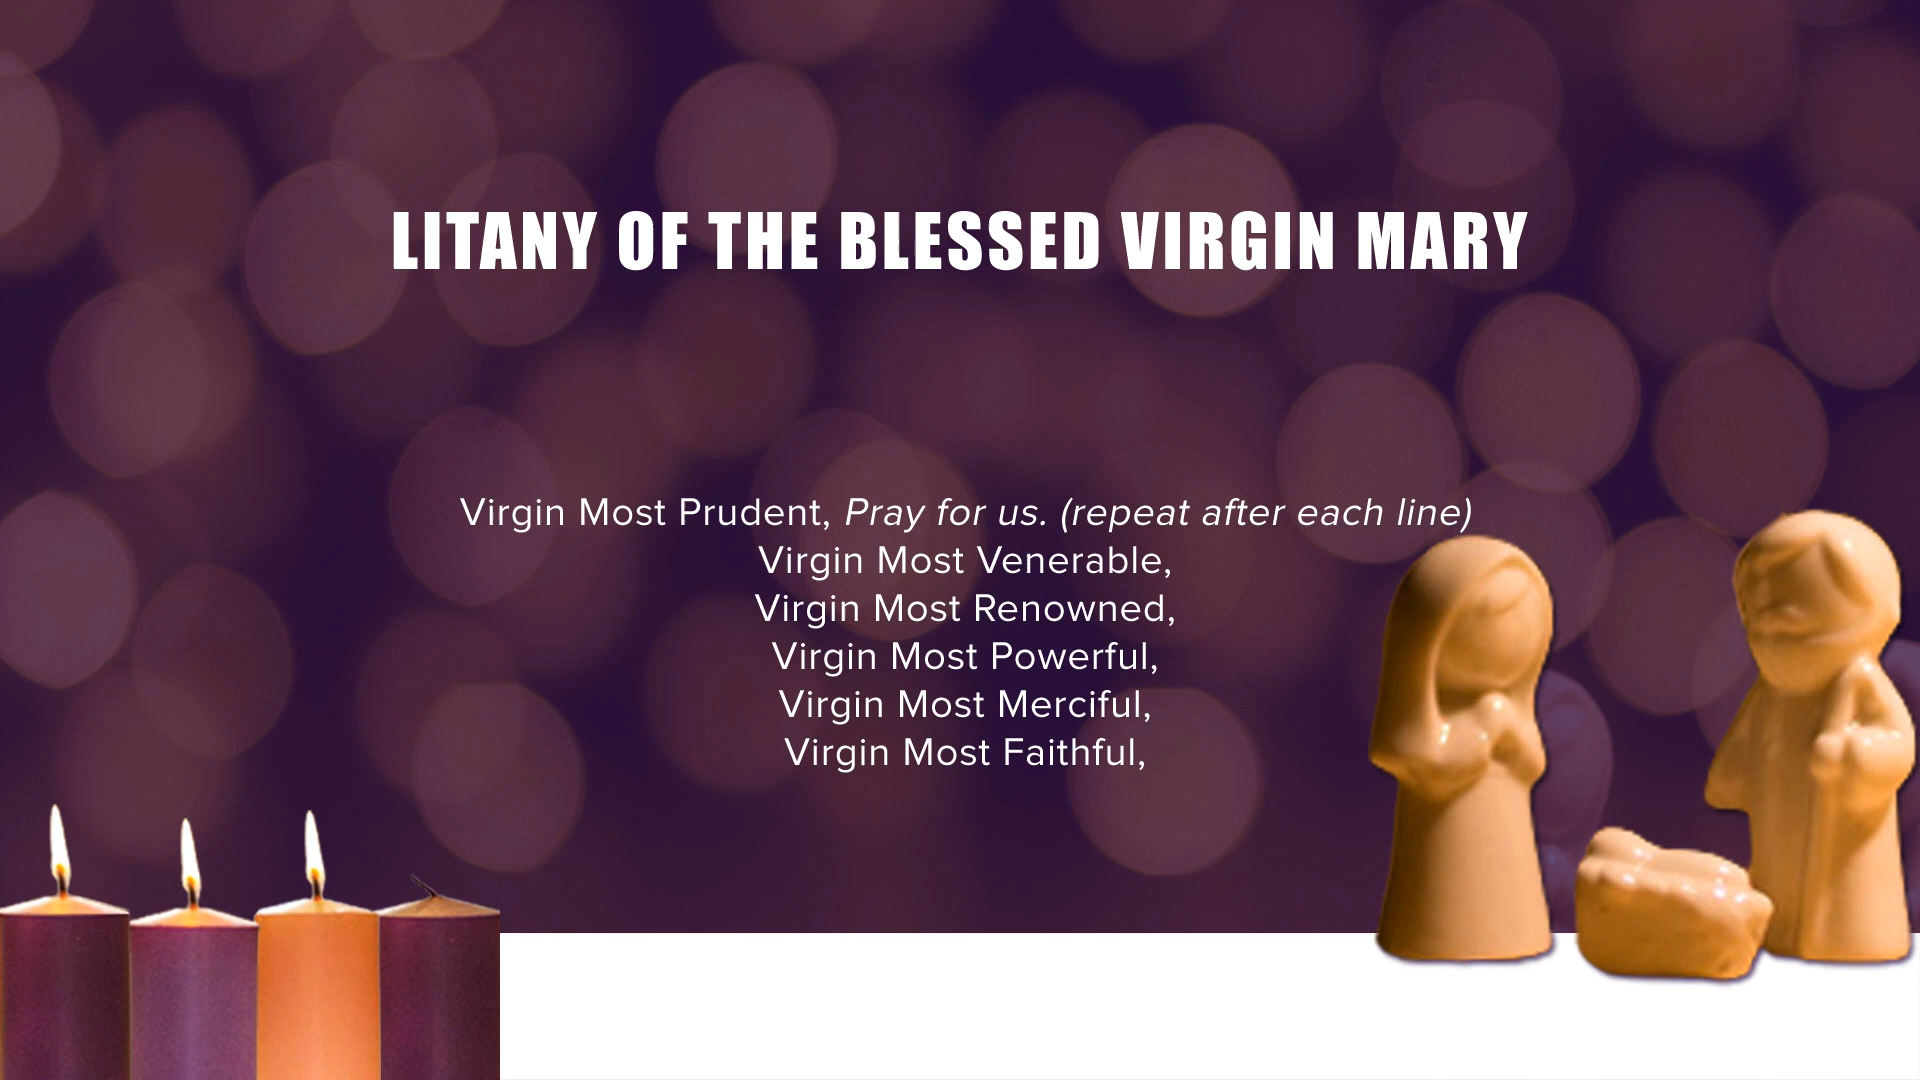 LITANY OF THE BLESSED VIRGIN MARY
Virgin Most Prudent, Pray for us. (repeat after each line)
Virgin Most Venerable,
Virgin Most Renowned,
Virgin Most Powerful,
Virgin Most Merciful,
Virgin Most Faithful,